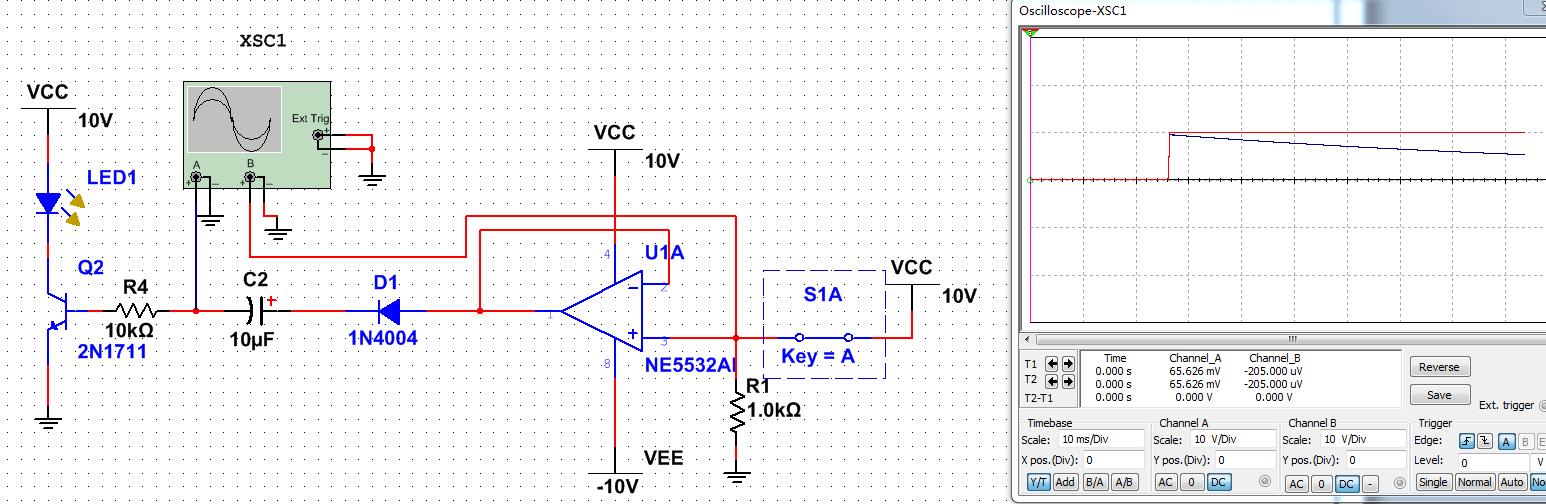 XSC1
VCC
10V
LED1
Ext Trig
+
A
B
Q2
R4
10kΩ
2N1711
C2
+
10µF
D1
1N4004
VCC
10V
4
U1A
2
1
3
8
NE5532AI
VEE
-10V
S1A
Key = A
VCC
10V
R1
1.0kΩ
Oscilloscope-XSC1
T1
T2
T2-T1
Time Channel_A Channel_B
0.000 s 65.626 mV -205.000 uV
0.000 s 65.626 mV -205.000 uV
0.000 s 0.000 V 0.000 V
Reverse
Save
Ext. trigger
Timebase
Scale: 10 ms/Div
X pos.(Div): 0
Y/T Add B/A A/B
Channel A
Scale: 10 V/Div
Y pos.(Div): 0
AC 0 DC
Channel B
Scale: 10 V/Div
Y pos.(Div): 0
AC 0 DC -
Trigger
Edge: A B E
Level: 0 V
Single Normal Auto No